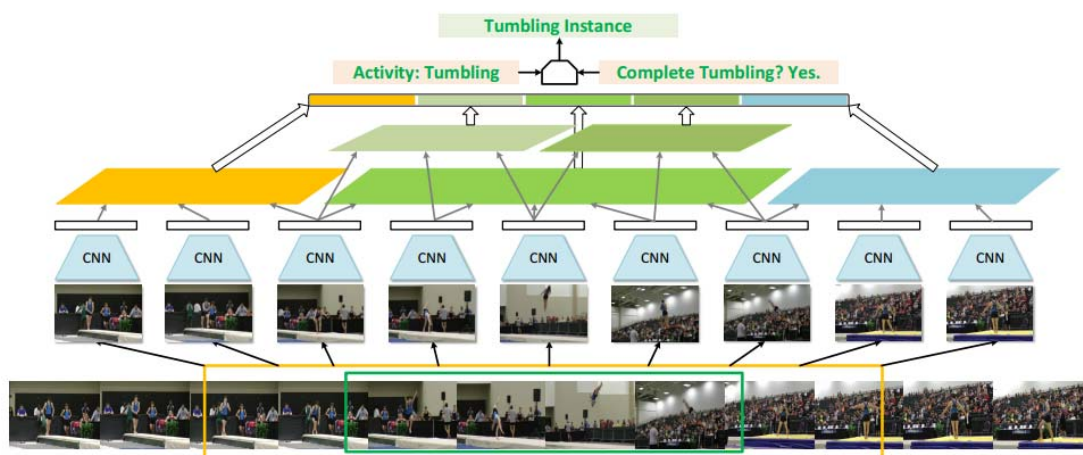 Tumbling Instance
Activity: Tumbling
Complete Tumbling? Yes.
CNN
CNN
CNN
CNN
CNN
CNN
CNN
CNN
CNN